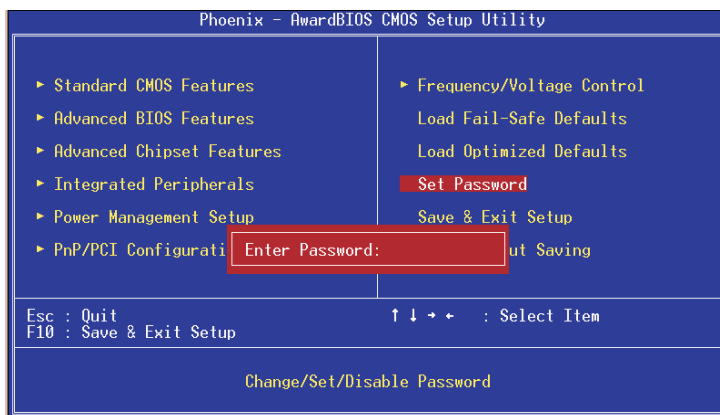 Phoenix - AwardBIOS CMOS Setup Utility
► Standard CMOS Features
► Advanced BIOS Features
► Advanced Chipset Features
► Integrated Peripherals
► Power Management Setup
► PnP/PCI Configurati
► Frequency/Voltage Control
Load Fail-Safe Defaults
Load Optimized Defaults
Set Password
Save & Exit Setup
ut Saving
Enter Password:
Esc : Quit
F10 : Save & Exit Setup
↑ ↓ → ← : Select Item
Change/Set/Disable Password